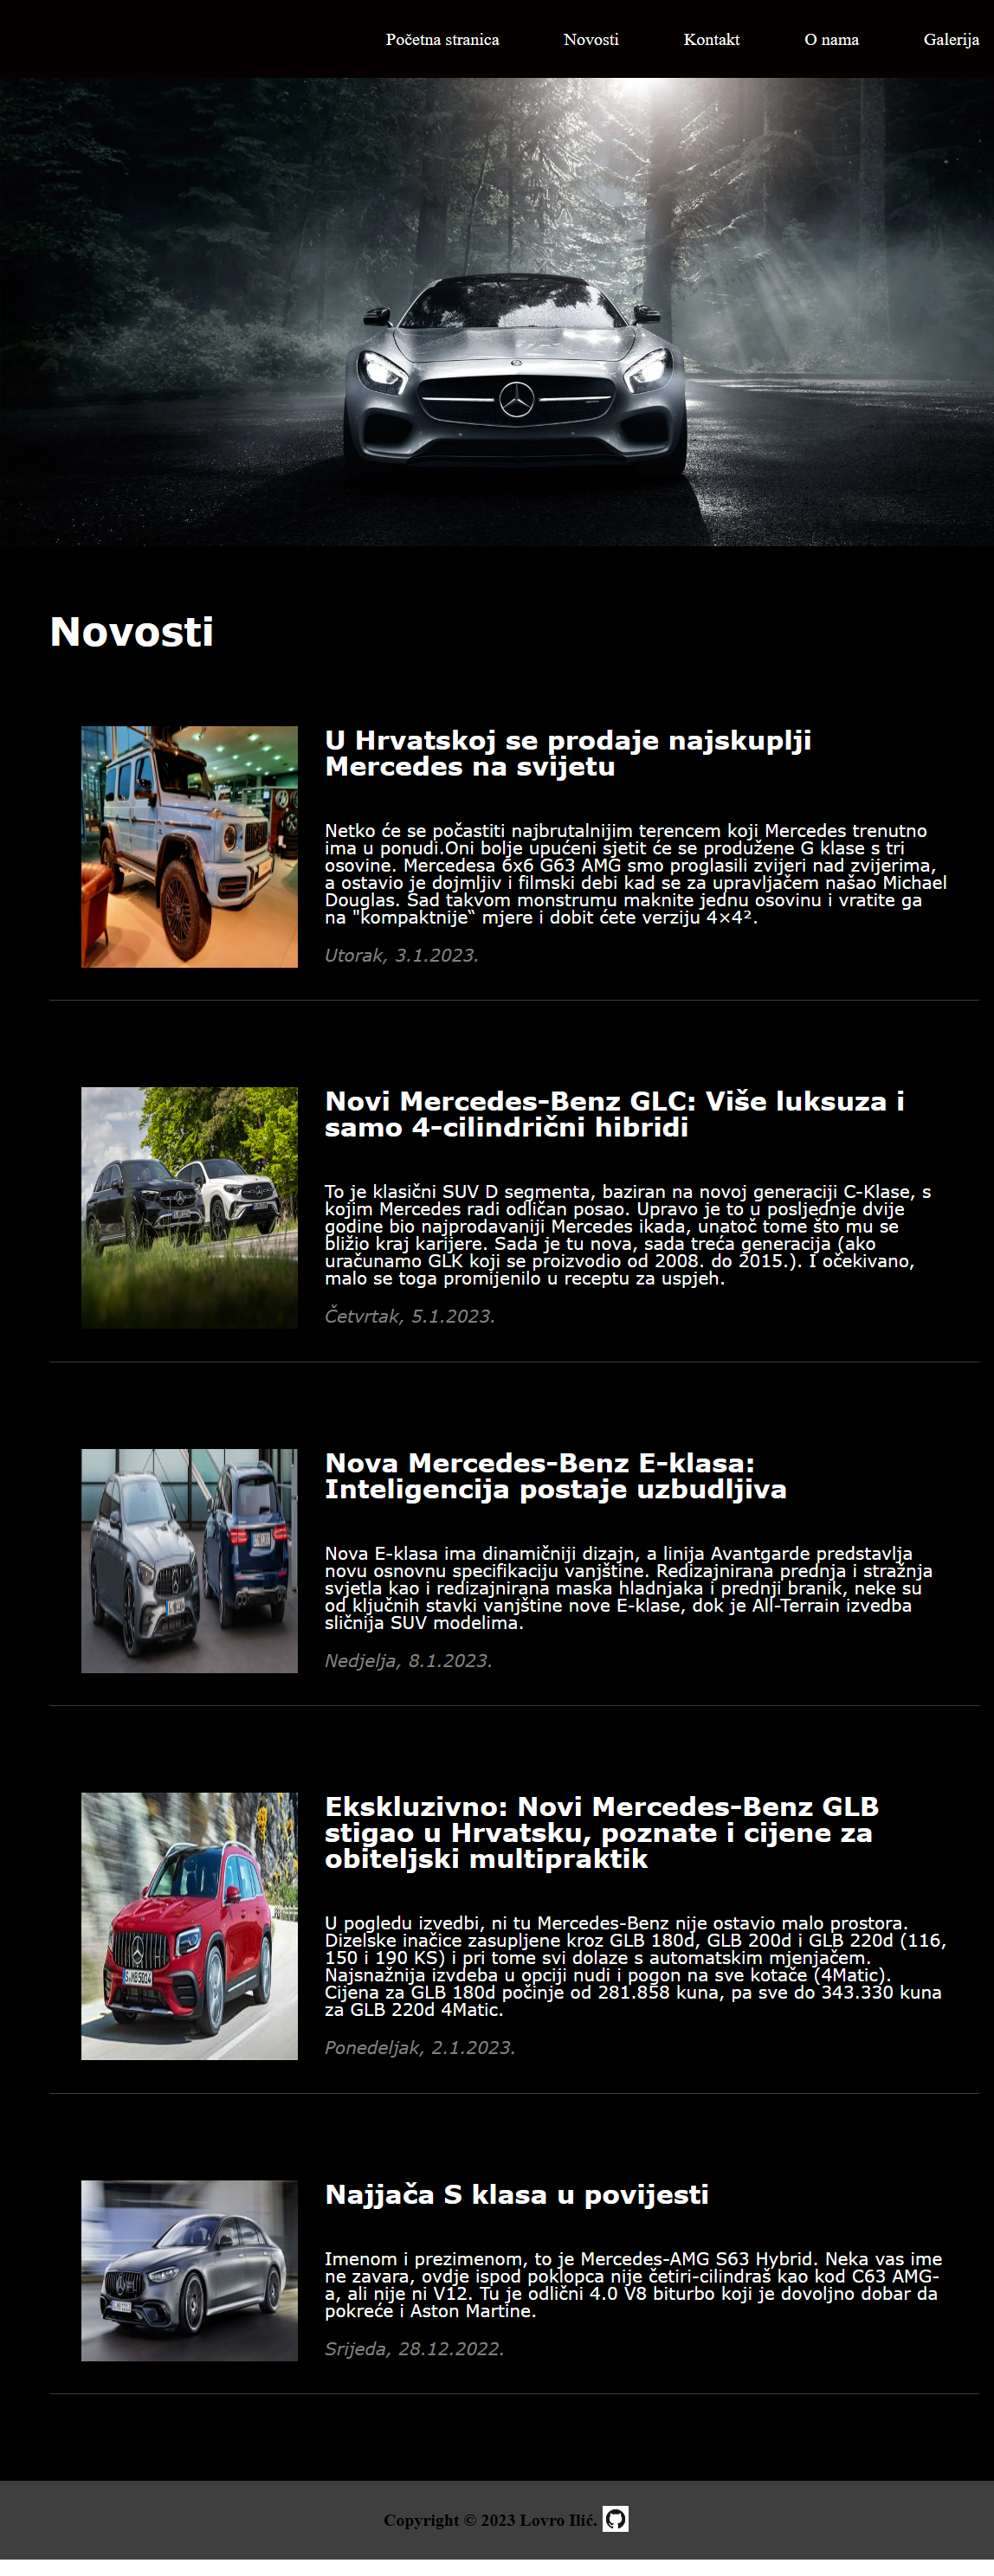 Početna stranica Novosti Kontakt O nama Galerija
Novosti
U Hrvatskoj se prodaje najskuplji
Mercedes na svijetu
Netko će se počastiti najbrutalnijim terencem koji Mercedes trenutno
ima u ponudi.Oni bolje upućeni sjetit će se produžene G klase s tri
osovine. Mercedesa 6x6 G63 AMG smo proglasili zvijeri nad zvijerima,
a ostavio je dojmljiv i filmski debi kad se za upravljačem našao Michael
Douglas. Sad takvom monstrumu maknite jednu osovinu i vratite ga
na "kompaktnije“ mjere i dobit ćete verziju 4×4².
Utorak, 3.1.2023.
Novi Mercedes-Benz GLC: Više luksuza i
samo 4-cilindrični hibridi
To je klasični SUV D segmenta, baziran na novoj generaciji C-Klase, s
kojim Mercedes radi odličan posao. Upravo je to u posljednje dvije
godine bio najprodavaniji Mercedes ikada, unatoč tome što mu se
bližio kraj karijere. Sada je tu nova, sada treća generacija (ako
uračunamo GLK koji se proizvodio od 2008. do 2015.). I očekivano,
malo se toga promijenilo u receptu za uspjeh.
Četvrtak, 5.1.2023.
Nova Mercedes-Benz E-klasa:
Inteligencija postaje uzbudljiva
Nova E-klasa ima dinamičniji dizajn, a linija Avantgarde predstavlja
novu osnovnu specifikaciju vanjštine. Redizajnirana prednja i stražnja
svjetla kao i redizajnirana maska hladnjaka i prednji branik, neke su
od ključnih stavki vanjštine nove E-klase, dok je All-Terrain izvedba
sličnija SUV modelima.
Nedjelja, 8.1.2023.
Ekskluzivno: Novi Mercedes-Benz GLB
stigao u Hrvatsku, poznate i cijene za
obiteljski multipraktik
U pogledu izvedbi, ni tu Mercedes-Benz nije ostavio malo prostora.
Dizelske inačice zasupljene kroz GLB 180d, GLB 200d i GLB 220d (116,
150 i 190 KS) i pri tome svi dolaze s automatskim mjenjačem.
Najsnažnija izvdeba u opciji nudi i pogon na sve kotače (4Matic).
Cijena za GLB 180d počinje od 281.858 kuna, pa sve do 343.330 kuna
za GLB 220d 4Matic.
S:MB5014
Ponedeljak, 2.1.2023.
Najjača S klasa u povijesti
Imenom i prezimenom, to je Mercedes-AMG S63 Hybrid. Neka vas ime
ne zavara, ovdje ispod poklopca nije četiri-cilindraš kao kod C63 AMG-
a, ali nije ni V12. Tu je odlični 4.0 V8 biturbo koji je dovoljno dobar da
pokreće i Aston Martine.
Srijeda, 28.12.2022.
Copyright © 2023 Lovro Ilić.